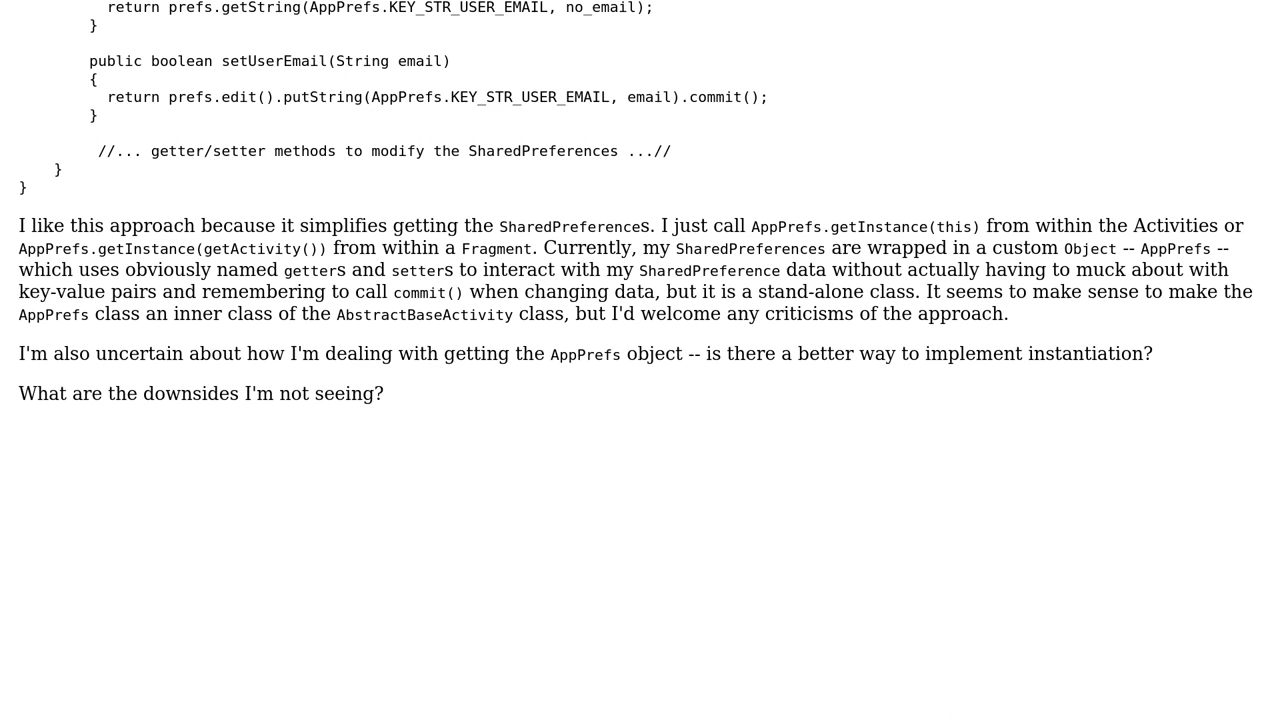 return prefs.getString(AppPrefs.KEY_STR_USER_EMAIL, no_email);
}
public boolean setUserEmail(String email)
{
return prefs.edit().putString(AppPrefs.KEY_STR_USER_EMAIL, email).commit();
}
//... getter/setter methods to modify the SharedPreferences ...//
}
}
I like this approach because it simplifies getting the SharedPreferences. I just call AppPrefs.getInstance(this) from within the Activities or
AppPrefs.getInstance(getActivity()) from within a Fragment. Currently, my SharedPreferences are wrapped in a custom Object -- AppPrefs --
which uses obviously named getters and setters to interact with my SharedPreference data without actually having to muck about with
key-value pairs and remembering to call commit() when changing data, but it is a stand-alone class. It seems to make sense to make the
AppPrefs class an inner class of the AbstractBaseActivity class, but I'd welcome any criticisms of the approach.
I'm also uncertain about how I'm dealing with getting the AppPrefs object -- is there a better way to implement instantiation?
What are the downsides I'm not seeing?